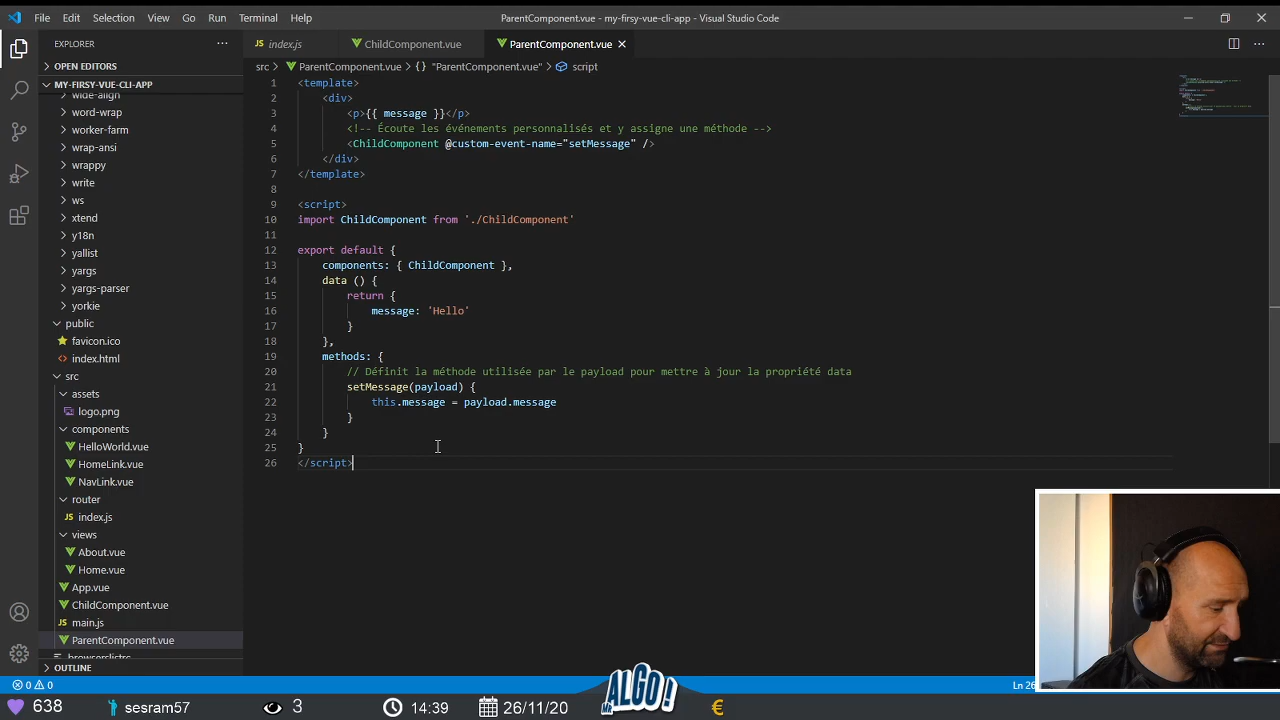 File Edit Selection View Go Run Terminal Help
ParentComponent.vue - my-firsy-vue-cli-app - Visual Studio Code
EXPLORER
index.js
ChildComponent.vue
ParentComponent.vue
OPEN EDITORS
src > ParentComponent.vue > {} "ParentComponent.vue" > script
MY-FIRSY-VUE-CLI-APP
wide-align
word-wrap
worker-farm
wrap-ansi
wrappy
write
ws
xtend
y18n
yallist
yargs
yargs-parser
yorkie
public
favicon.ico
index.html
src
assets
logo.png
components
HelloWorld.vue
HomeLink.vue
NavLink.vue
router
JS index.js
views
About.vue
Home.vue
App.vue
ChildComponent.vue
JS main.js
ParentComponent.vue
.browserslistrc
OUTLINE
1 <template>
2 <div>
3 <p>{{ message }}</p>
4 <!-- Écoute les événements personnalisés et y assigne une méthode -->
5 <ChildComponent @custom-event-name="setMessage" />
6 </div>
7 </template>
8
9 <script>
10 import ChildComponent from './ChildComponent'
11
12 export default {
13 components: { ChildComponent },
14 data () {
15 return {
16 message: 'Hello'
17 }
18 },
19 methods: {
20 // Définit la méthode utilisée par le payload pour mettre à jour la propriété data
21 setMessage(payload) {
22 this.message = payload.message
23 }
24 }
25 }
26 </script>
0 0
Ln 26
638
sesram57
3
14:39
26/11/20
Mr ALGO!
€